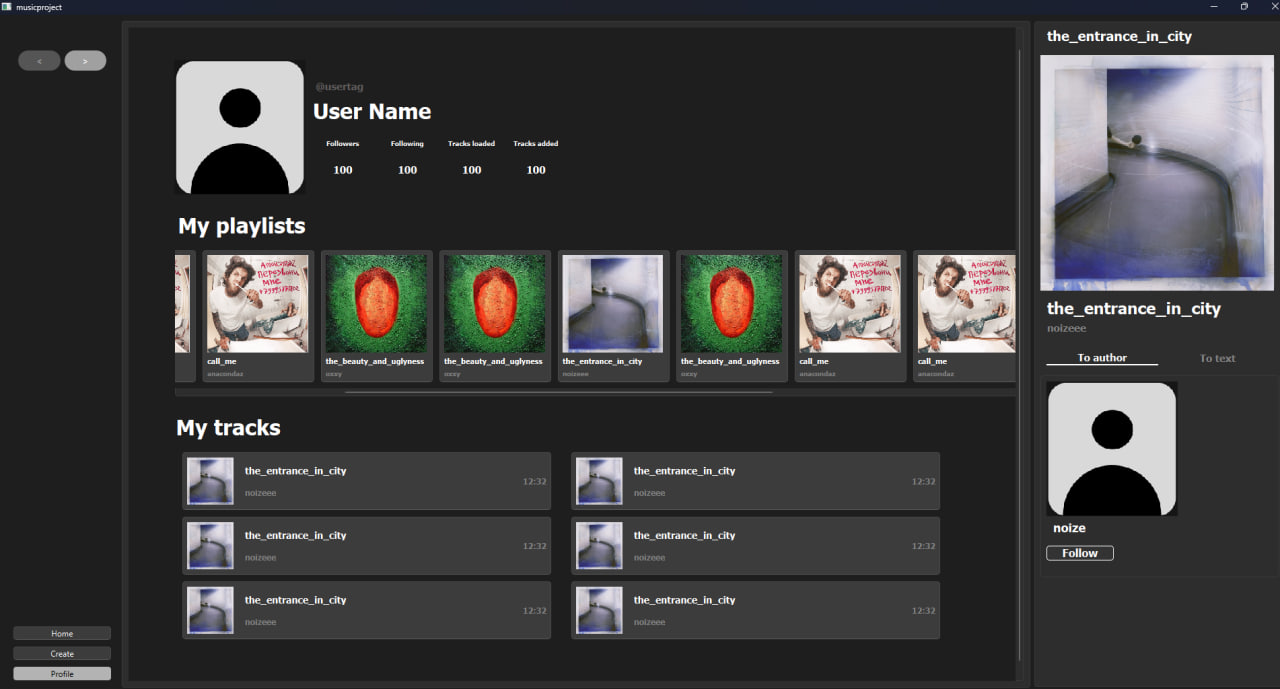 musicproject
< >
@usertag
User Name
Followers Following Tracks loaded Tracks added
100 100 100 100
My playlists
call_me
anacondaz
the_beauty_and_uglyness
oxxy
the_beauty_and_uglyness
oxxy
the_entrance_in_city
noizeee
the_beauty_and_uglyness
oxxy
call_me
anacondaz
call_me
anacondaz
My tracks
the_entrance_in_city
noizeee
12:32
the_entrance_in_city
noizeee
12:32
the_entrance_in_city
noizeee
12:32
the_entrance_in_city
noizeee
12:32
the_entrance_in_city
noizeee
12:32
the_entrance_in_city
noizeee
12:32
Home
Create
Profile
the_entrance_in_city
the_entrance_in_city
noizeee
To author To text
noize
Follow